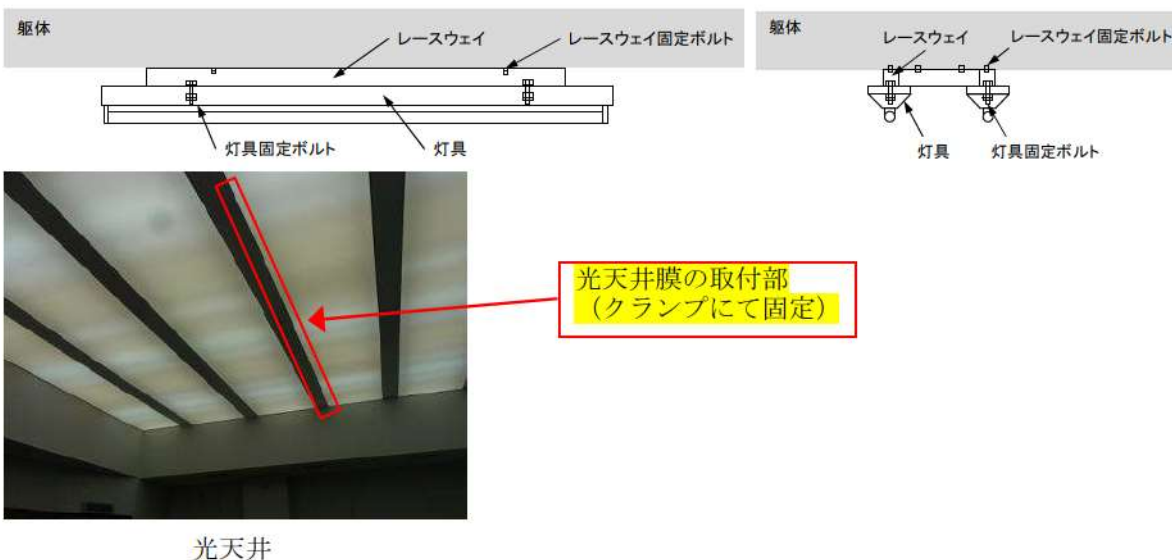 躯体
レースウェイ
レースウェイ固定ボルト
灯具固定ボルト
灯具
躯体
レースウェイ
レースウェイ固定ボルト
灯具
灯具固定ボルト
光天井膜の取付部
（クランプにて固定）
光天井